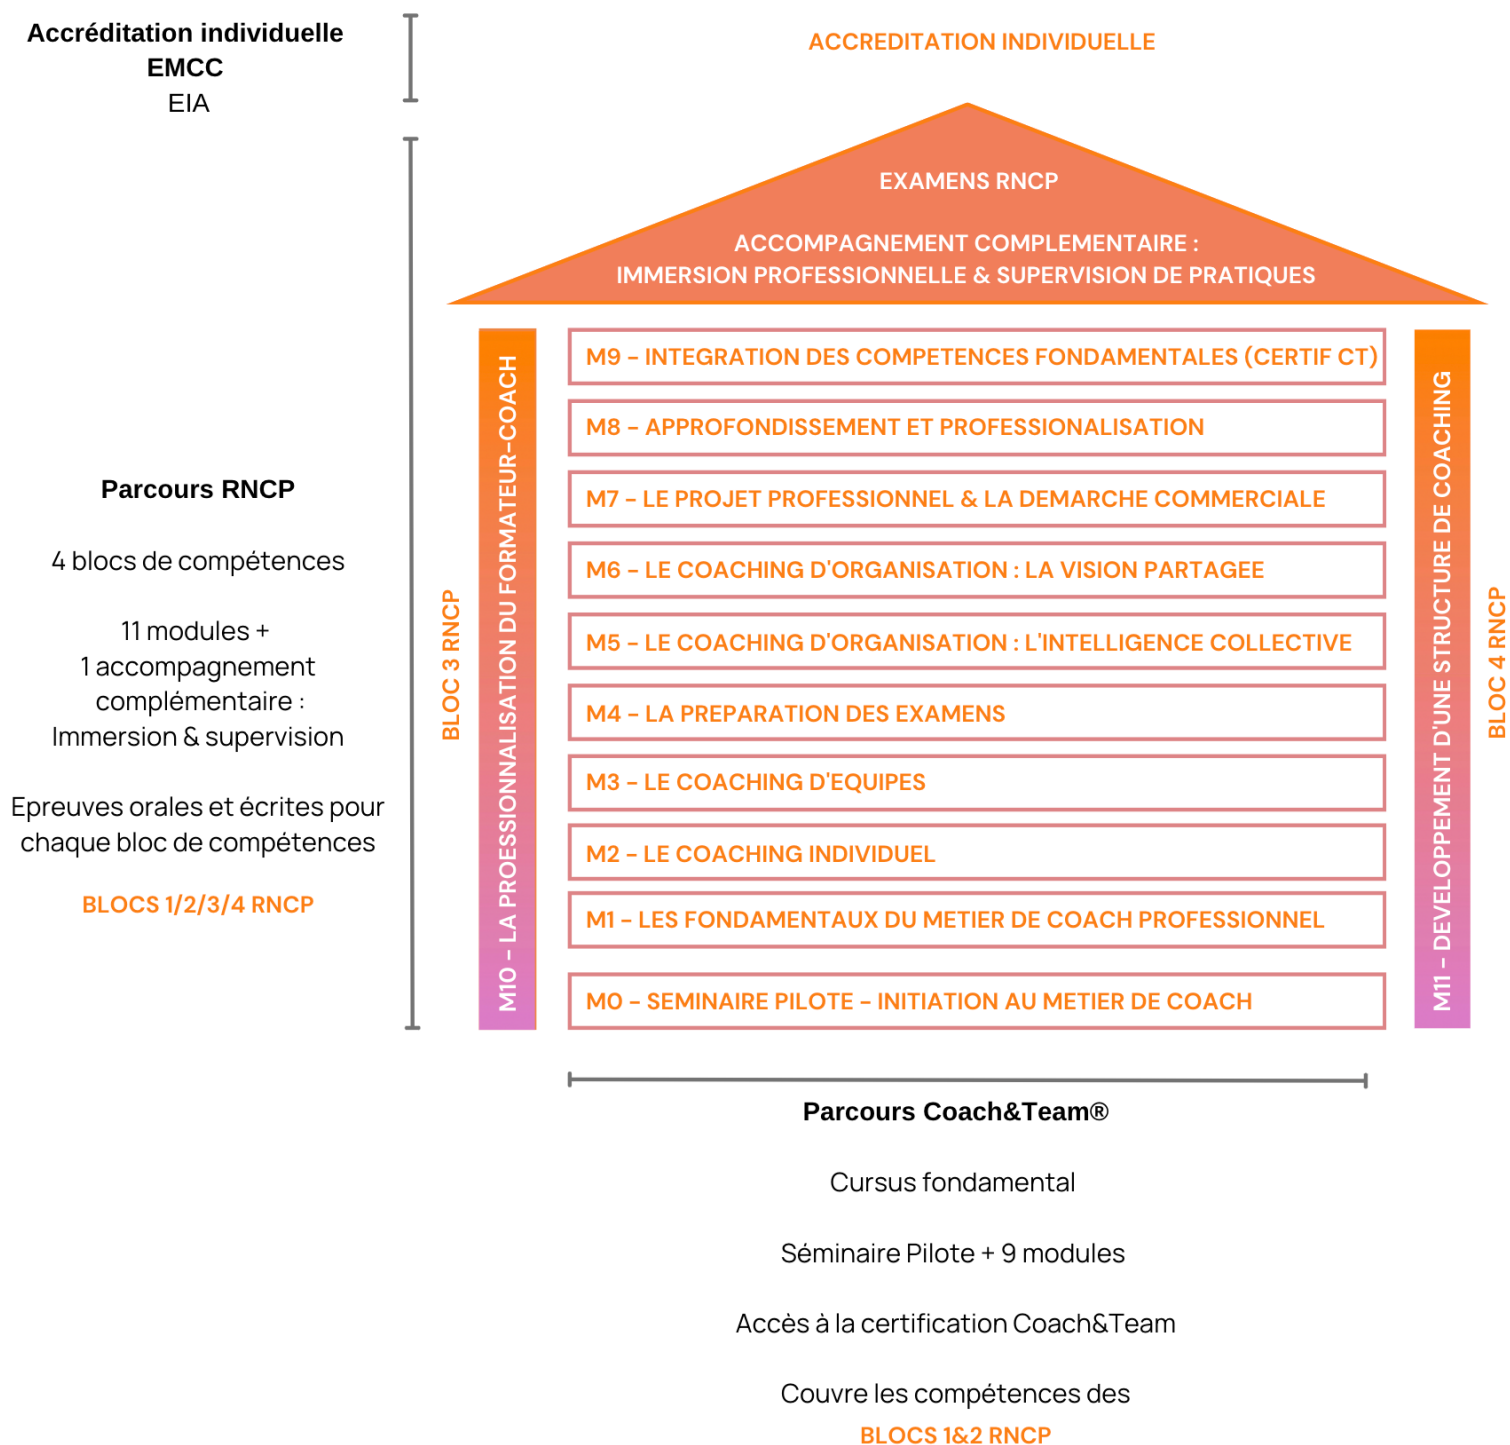 Accréditation individuelle
EMCC
EIA
ACCREDITATION INDIVIDUELLE
EXAMENS RNCP
ACCOMPAGNEMENT COMPLEMENTAIRE :
IMMERSION PROFESSIONNELLE & SUPERVISION DE PRATIQUES
Parcours RNCP
4 blocs de compétences
11 modules +
1 accompagnement
complémentaire :
Immersion & supervision
Epreuves orales et écrites pour
chaque bloc de compétences
BLOCS 1/2/3/4 RNCP
BLOC 3 RNCP
M10 - LA PROESSIONNALISATION DU FORMATEUR-COACH
M9 - INTEGRATION DES COMPETENCES FONDAMENTALES (CERTIF CT)
M8 - APPROFONDISSEMENT ET PROFESSIONALISATION
M7 - LE PROJET PROFESSIONNEL & LA DEMARCHE COMMERCIALE
M6 - LE COACHING D'ORGANISATION : LA VISION PARTAGEE
M5 - LE COACHING D'ORGANISATION : L'INTELLIGENCE COLLECTIVE
M4 - LA PREPARATION DES EXAMENS
M3 - LE COACHING D'EQUIPES
M2 - LE COACHING INDIVIDUEL
M1 - LES FONDAMENTAUX DU METIER DE COACH PROFESSIONNEL
M0 - SEMINAIRE PILOTE - INITIATION AU METIER DE COACH
M11 - DEVELOPPEMENT D'UNE STRUCTURE DE COACHING
BLOC 4 RNCP
Parcours Coach&Team®
Cursus fondamental
Séminaire Pilote + 9 modules
Accès à la certification Coach&Team
Couvre les compétences des
BLOCS 1&2 RNCP